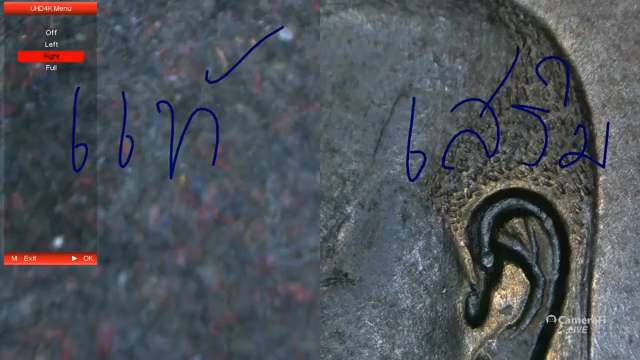 UHD4K Menu
Off
Left
Right
Full
M Exit ▶ OK
แท้ เสริม
CameraFi
LIVE